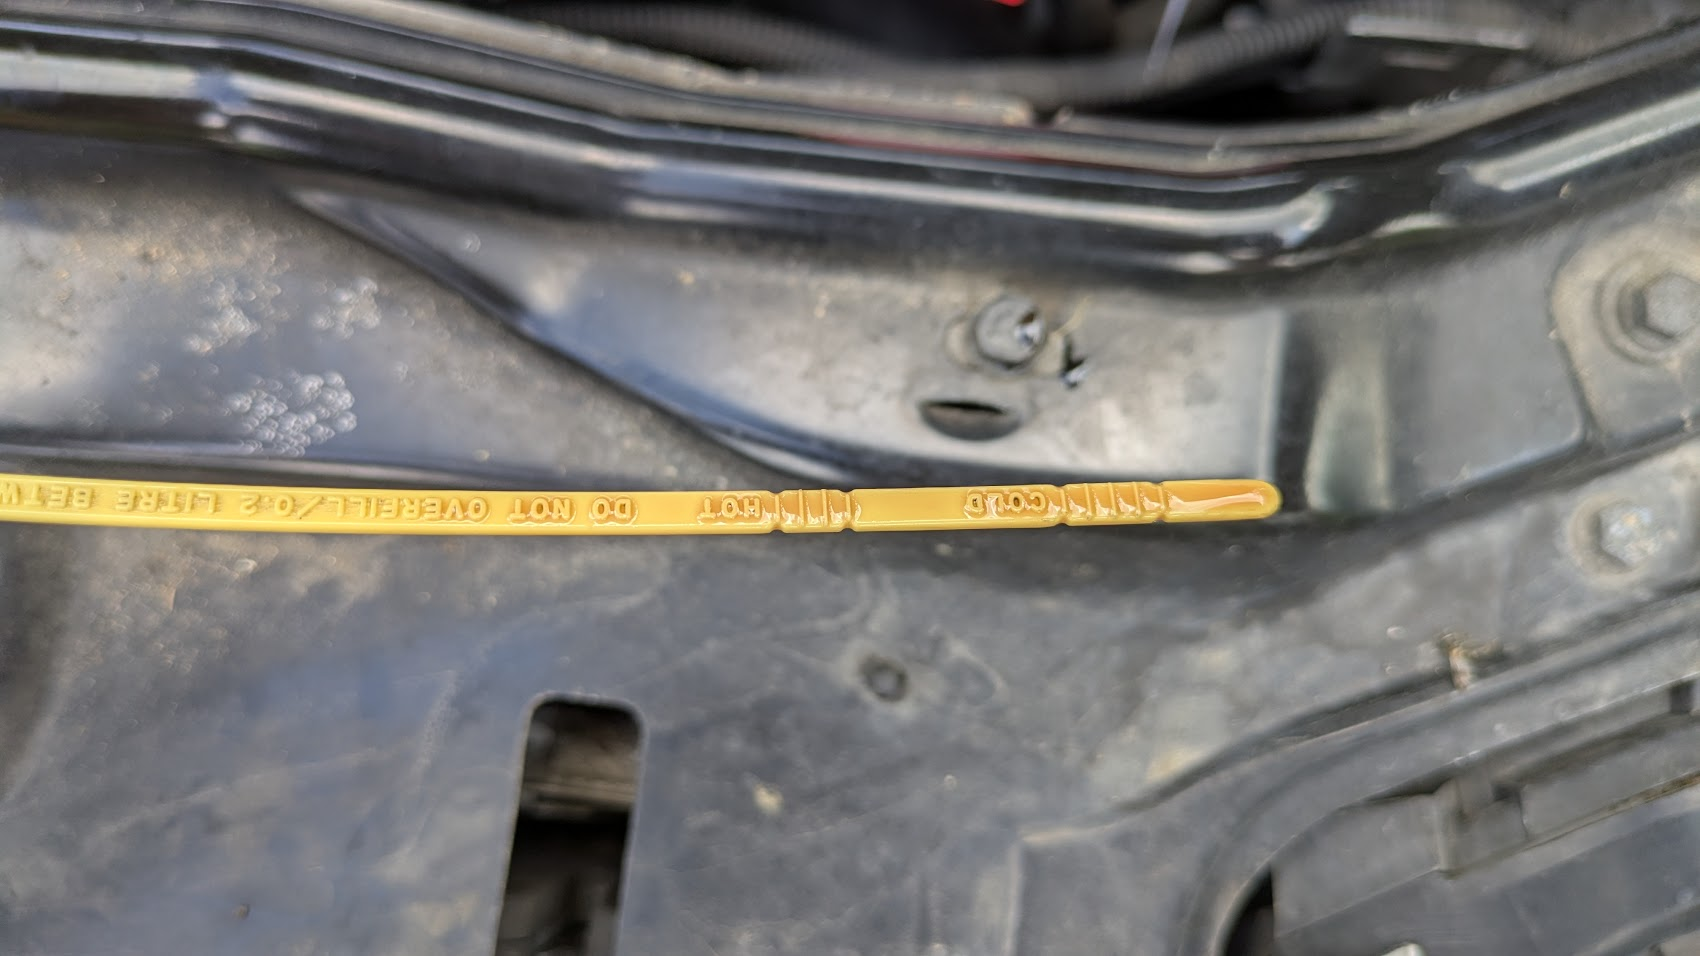 COLD HOT DO NOT OVERFILL/0.2 LITRE BETW